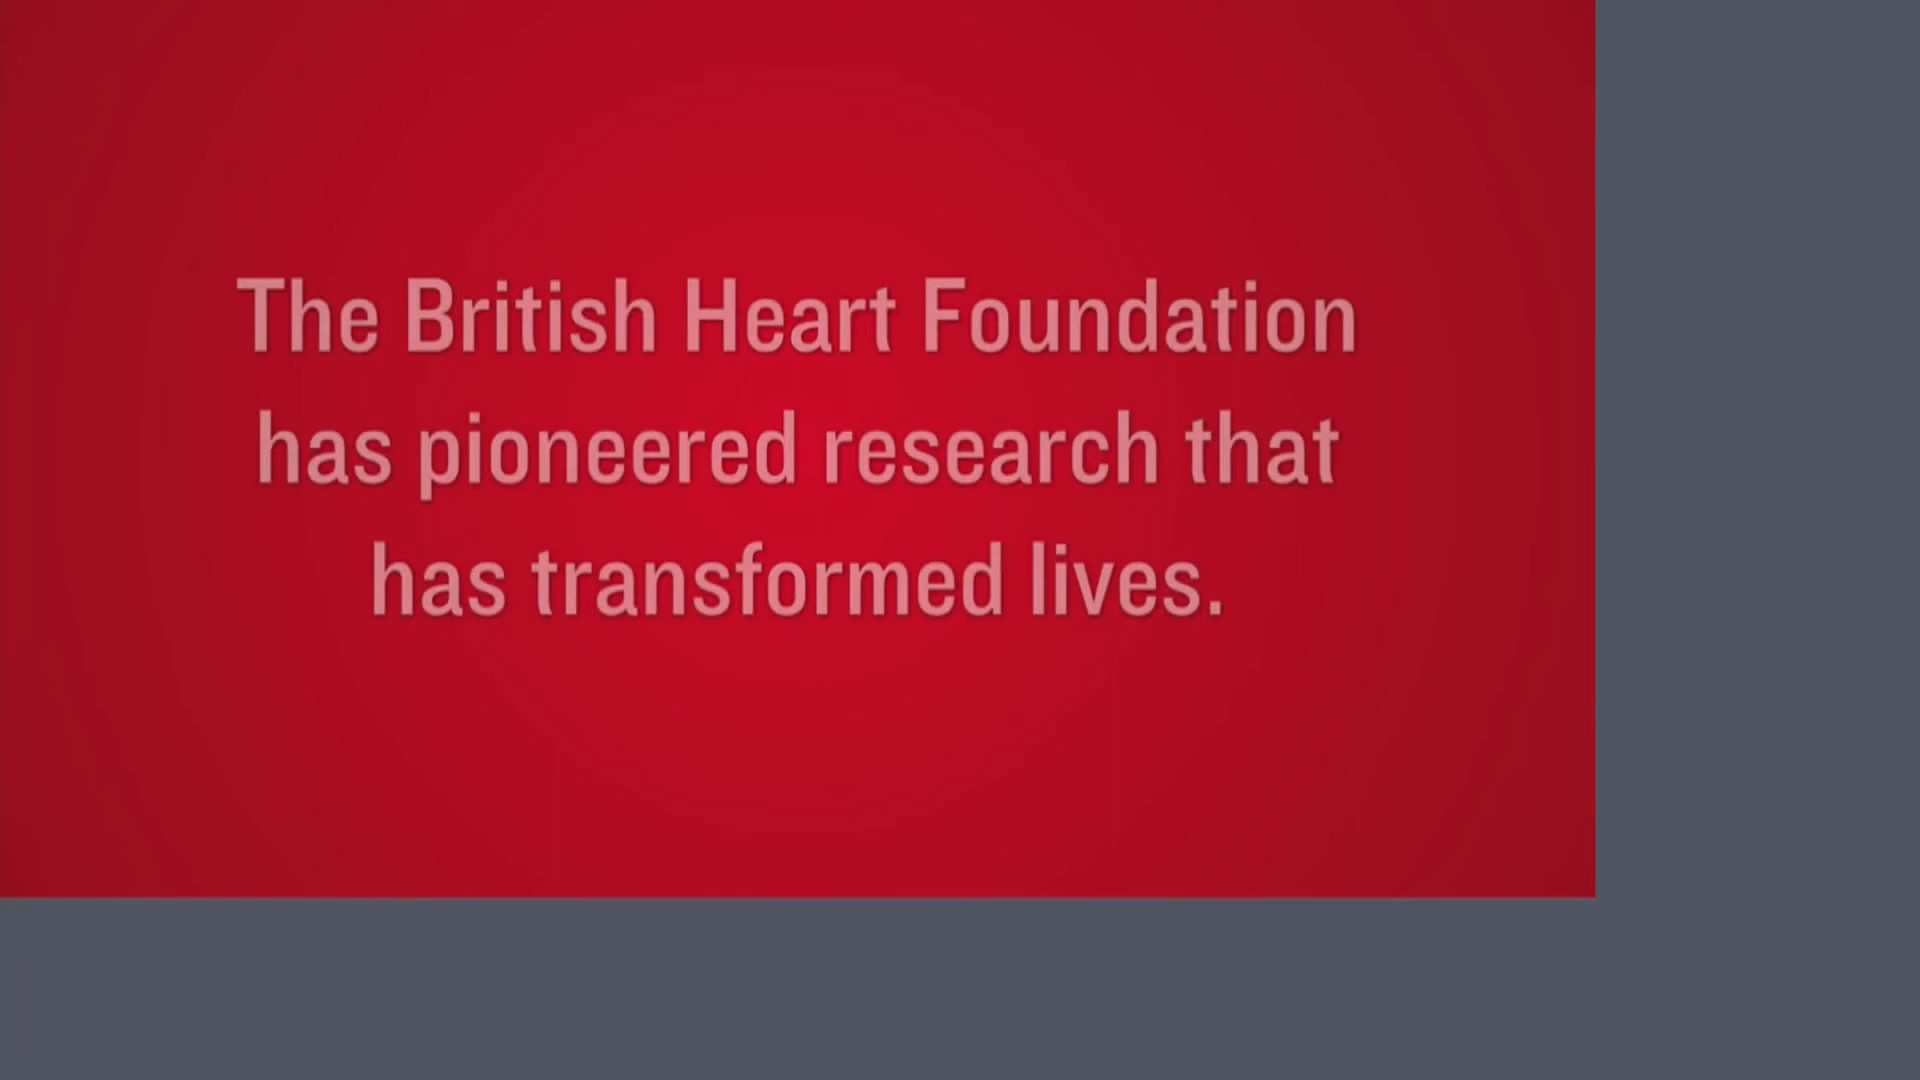 The British Heart Foundation
has pioneered research that
has transformed lives.